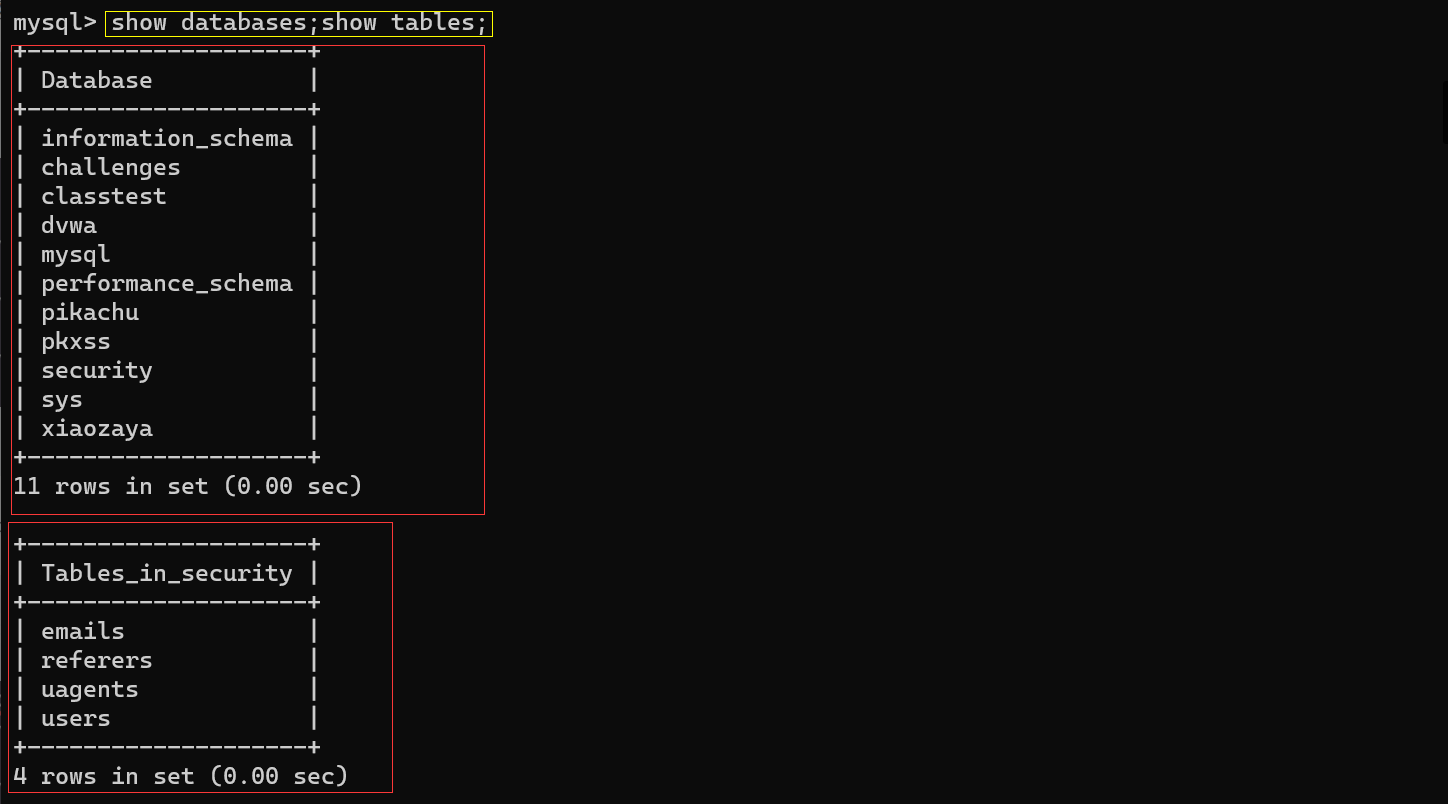 mysql> show databases;show tables;
+---------------------+
| Database            |
+---------------------+
| information_schema |
| challenges          |
| classtest           |
| dvwa                |
| mysql               |
| performance_schema |
| pikachu             |
| pkxss               |
| security            |
| sys                 |
| xiaozaya            |
+---------------------+
11 rows in set (0.00 sec)
+---------------------+
| Tables_in_security |
+---------------------+
| emails              |
| referers            |
| uagents             |
| users               |
+---------------------+
4 rows in set (0.00 sec)